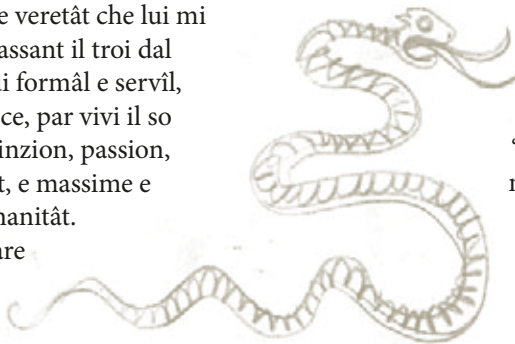 e veretât che lui mi
assant il troi dal
i formâl e servîl,
ce, par vivi il so
inzion, passion,
t, e massime e
manitât.
are